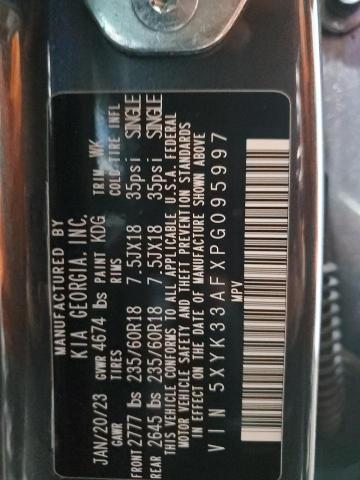 MANUFACTURED BY
KIA GEORGIA, INC.
JAN/20/23 GVWR 4674 lbs PAINT KDG TRIM WK
GAWR TIRES RIMS COLD TIRE INFL
FRONT 2777 lbs 235/60R18 7.5JX18 35psi SINGLE
REAR 2645 lbs 235/60R18 7.5JX18 35psi SINGLE
THIS VEHICLE CONFORMS TO ALL APPLICABLE U.S.A. FEDERAL
MOTOR VEHICLE SAFETY AND THEFT PREVENTION STANDARDS
IN EFFECT ON THE DATE OF MANUFACTURE SHOWN ABOVE
VIN 5XYK33AFXPG095997
MPV